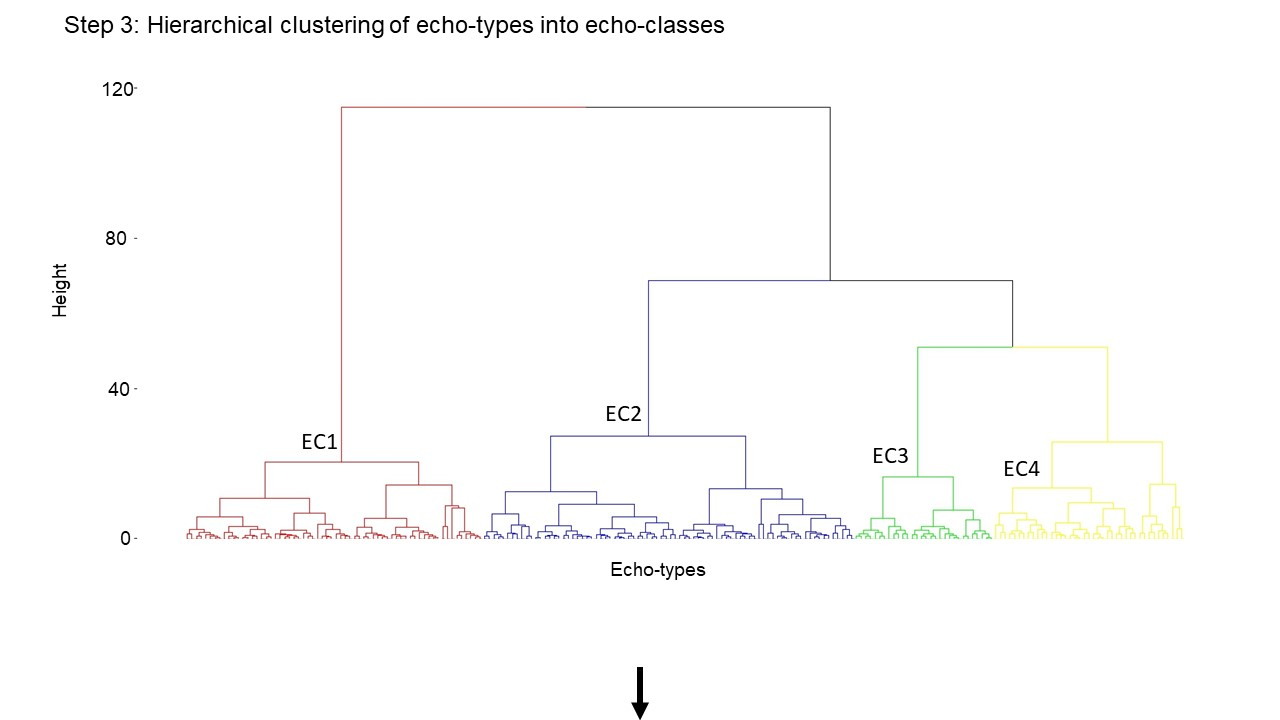 Step 3: Hierarchical clustering of echo-types into echo-classes
120
80
Height
40
EC2
EC1
EC3
EC4
0
Echo-types